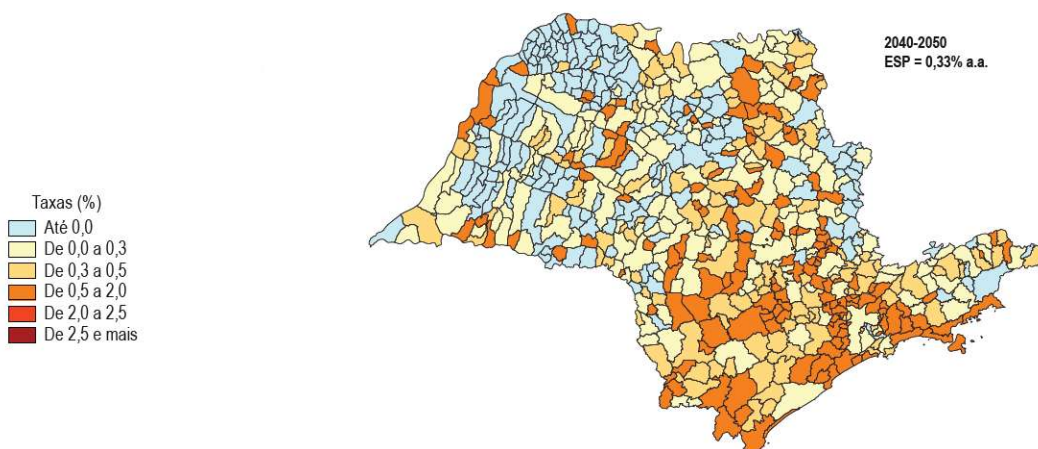 2040-2050
ESP = 0,33% a.a.
Taxas (%)
Até 0,0
De 0,0 a 0,3
De 0,3 a 0,5
De 0,5 a 2,0
De 2,0 a 2,5
De 2,5 e mais